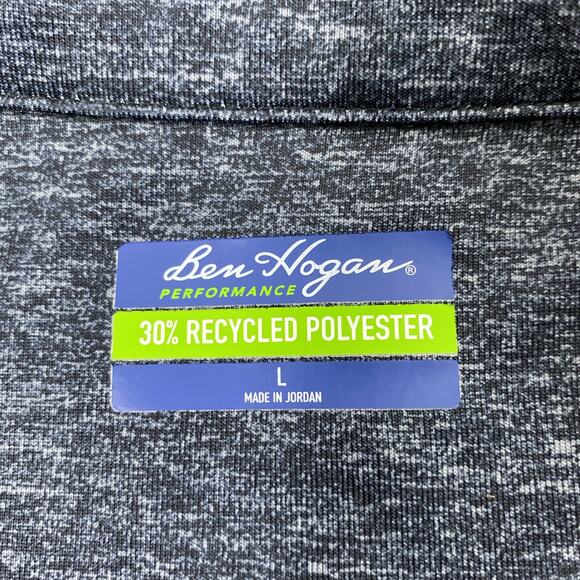 Ben Hogan®
PERFORMANCE
30% RECYCLED POLYESTER
L
MADE IN JORDAN